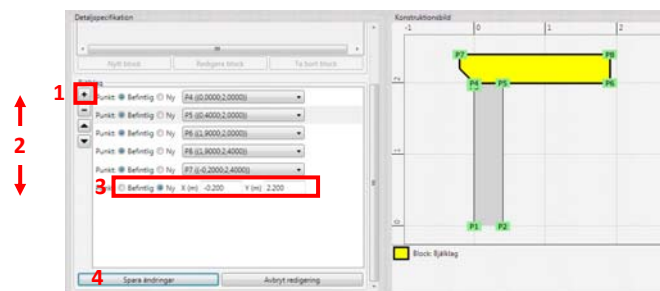 Detaljspecifikation
Nytt block Redigera block Ta bort block
Bjälklag
1 + Punkt: Befintlig Ny P4 ((0,0000;2,0000))
- Punkt: Befintlig Ny P5 ((0,4000;2,0000))
2 Punkt: Befintlig Ny P6 ((1,9000;2,0000))
Punkt: Befintlig Ny P8 ((1,9000;2,4000))
Punkt: Befintlig Ny P7 ((-0,2000;2,4000))
3 Befintlig Ny X (m) -0.200 Y (m) 2.200
4 Spara ändringar Avbryt redigering
Konstruktionsbild
-1 0 1 2
P7 P8
2 P4 P5 P6
1
0 P1 P2
Block: Bjälklag